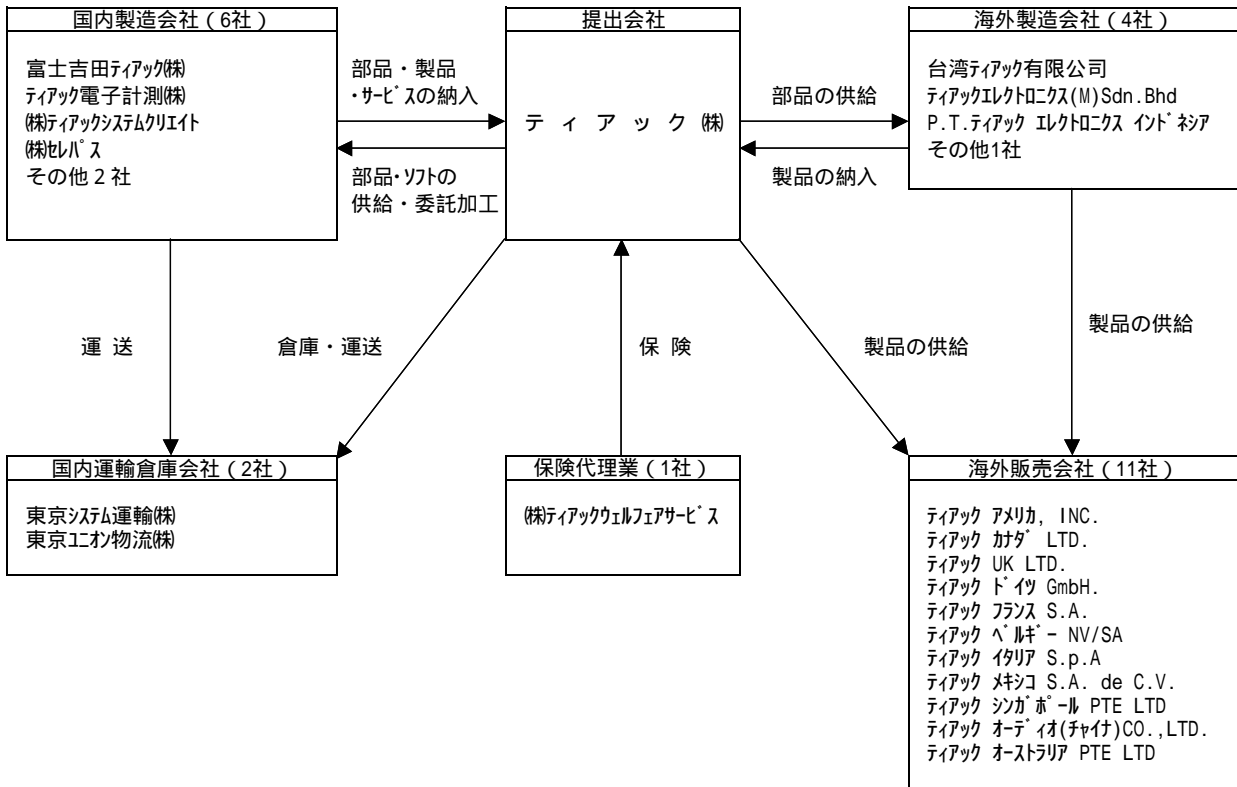 国内製造会社(6社)
富士吉田ティアック㈱
ティアック電子計測㈱
㈱ティアックシステムクリエイト
㈱セレパス
その他2社
部品・製品
・サービスの納入
部品・ソフトの
供給・委託加工
提出会社
ティアック㈱
部品の供給
製品の納入
海外製造会社(4社)
台湾ティアック有限公司
ティアックエレクトロニクス(M)Sdn.Bhd
P.T.ティアック エレクトロニクス インドネシア
その他1社
運 送
倉庫・運送
保 険
製品の供給
製品の供給
国内運輸倉庫会社(2社)
東京システム運輸㈱
東京ユニオン物流㈱
保険代理業(1社)
㈱ティアックウェルフェアサービス
海外販売会社(11社)
ティアック アメリカ, INC.
ティアック カナダ LTD.
ティアック UK LTD.
ティアック ドイツ GmbH.
ティアック フランス S.A.
ティアック ベルギー NV/SA
ティアック イタリア S.p.A
ティアック メキシコ S.A. de C.V.
ティアック シンガポール PTE LTD
ティアック オーディオ(チャイナ)CO.,LTD.
ティアック オーストラリア PTE LTD